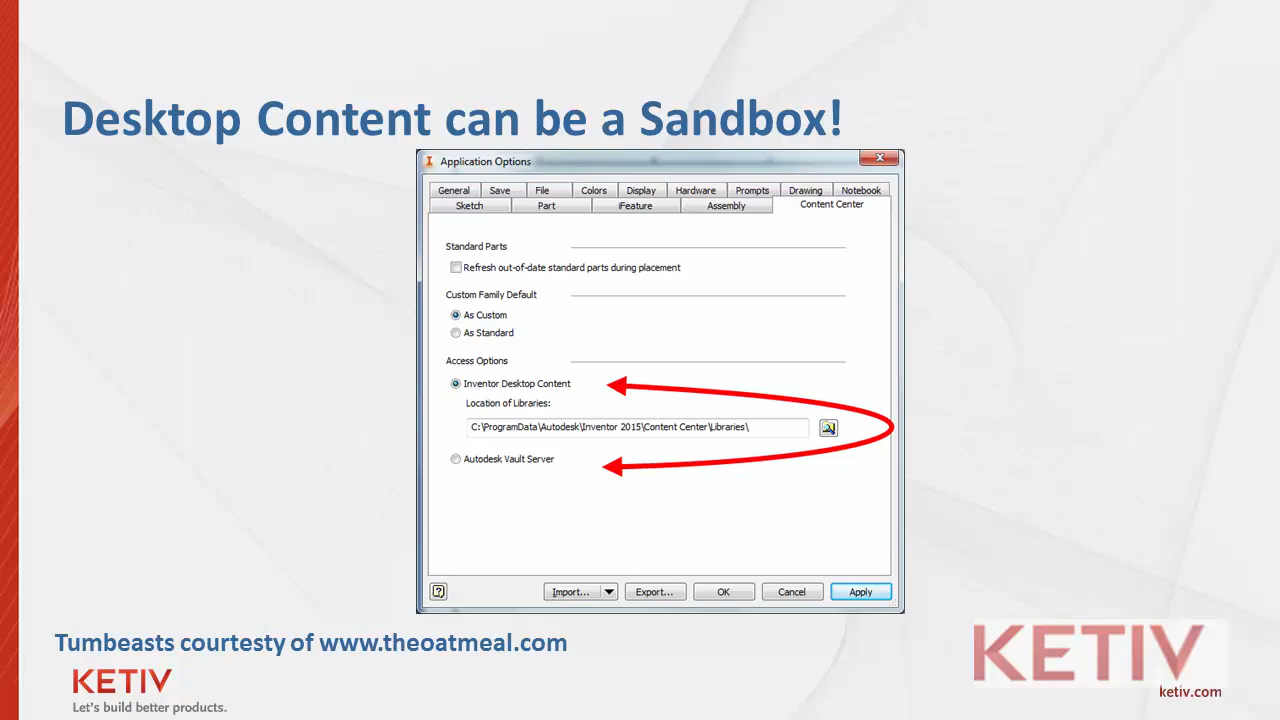 Desktop Content can be a Sandbox!
Application Options
General Save File Colors Display Hardware Prompts Drawing Notebook
Sketch Part iFeature Assembly Content Center
Standard Parts
Refresh out-of-date standard parts during placement
Custom Family Default
As Custom
As Standard
Access Options
Inventor Desktop Content
Location of Libraries:
C:\ProgramData\Autodesk\Inventor 2015\Content Center\Libraries\
Autodesk Vault Server
Import... Export... OK Cancel Apply
Tumbeasts courtesty of www.theoatmeal.com
KETIV
Let's build better products.
KETIV
ketiv.com